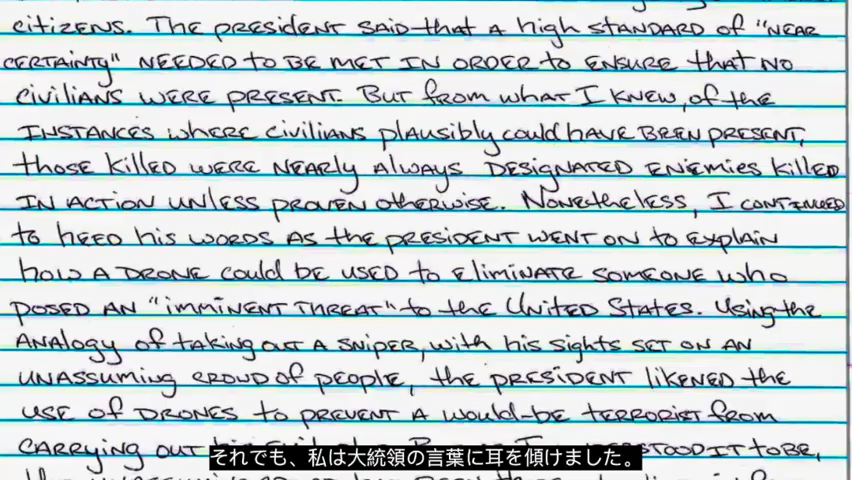 citizens. The president said that a high standard of "near
certainty" needed to be met in order to ensure that no
civilians were present. But from what I knew, of the
instances where civilians plausibly could have been present,
those killed were nearly always designated enemies killed
in action unless proven otherwise. Nonetheless, I continued
to heed his words as the president went on to explain
how a drone could be used to eliminate someone who
posed an "imminent threat" to the United States. Using the
analogy of taking out a sniper, with his sights set on an
unassuming crowd of people, the president likened the
use of drones to prevent a would-be terrorist from
carrying out
it to be,
それでも、私は大統領の言葉に耳を傾けました。